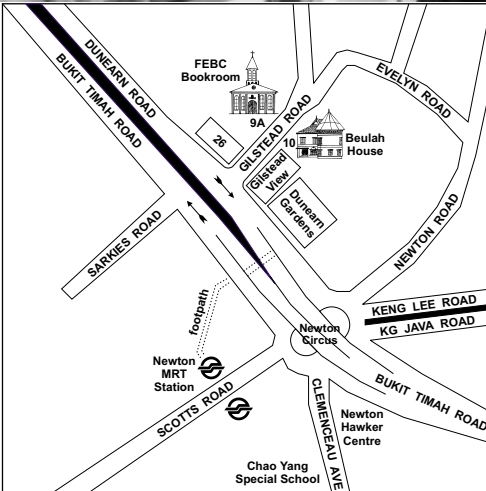 DUNEARN ROAD
BUKIT TIMAH ROAD
FEBC
Bookroom
9A
26
GILSTEAD ROAD
EVELYN ROAD
10
Beulah
House
Gilstead
View
Dunearn
Gardens
NEWTON ROAD
SARKIES ROAD
footpath
KENG LEE ROAD
KG JAVA ROAD
Newton
Circus
Newton
MRT
Station
SCOTTS ROAD
BUKIT TIMAH ROAD
CLEMENCEAU AVE
Newton
Hawker
Centre
Chao Yang
Special School